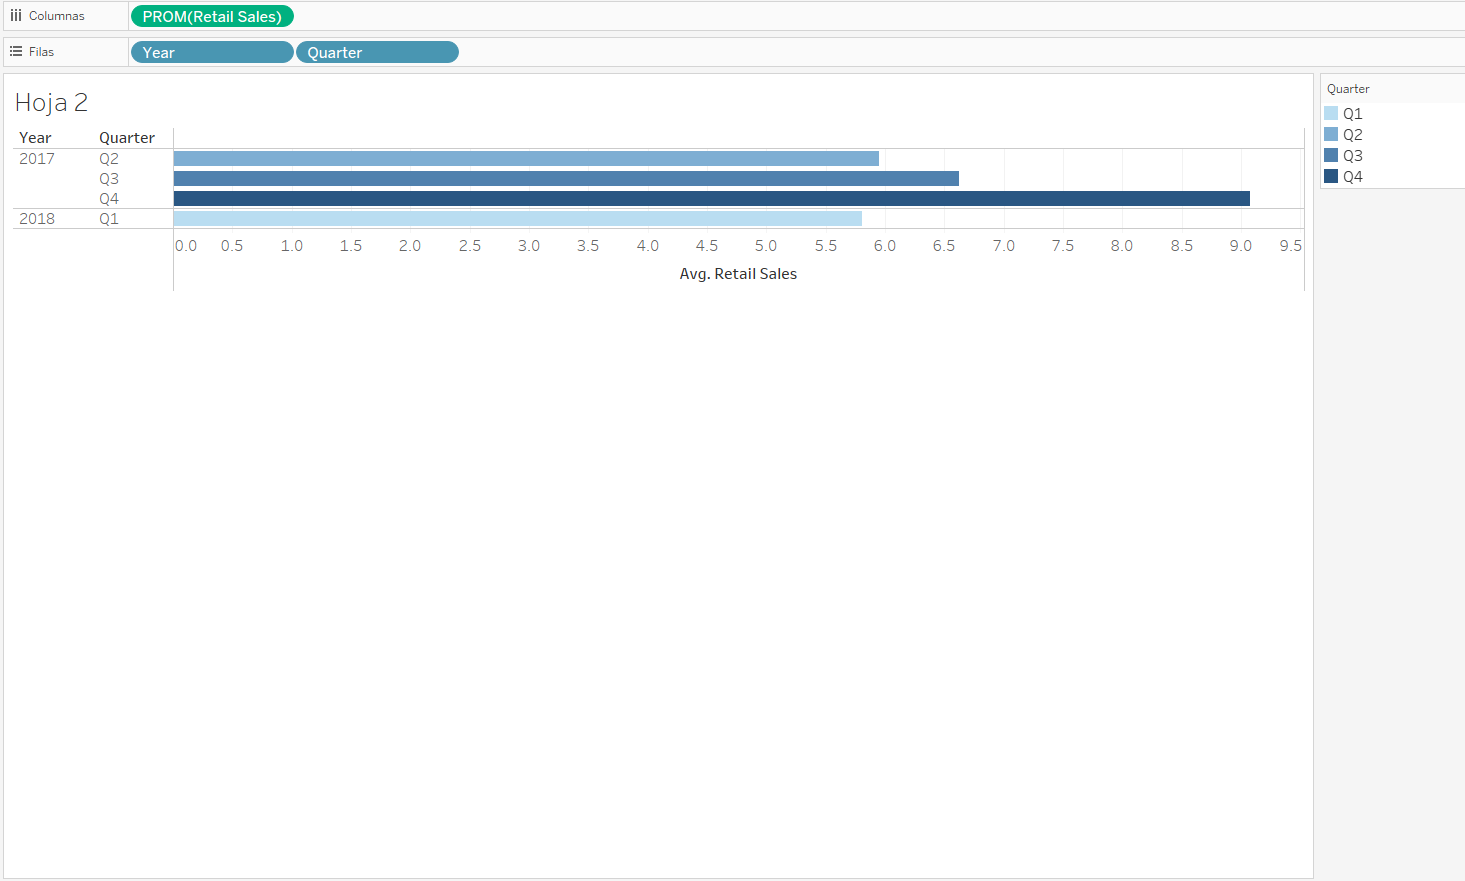 Columnas PROM(Retail Sales)
Filas Year Quarter
Hoja 2
Year Quarter
2017 Q2
Q3
Q4
2018 Q1
0.0 0.5 1.0 1.5 2.0 2.5 3.0 3.5 4.0 4.5 5.0 5.5 6.0 6.5 7.0 7.5 8.0 8.5 9.0 9.5
Avg. Retail Sales
Quarter
Q1
Q2
Q3
Q4